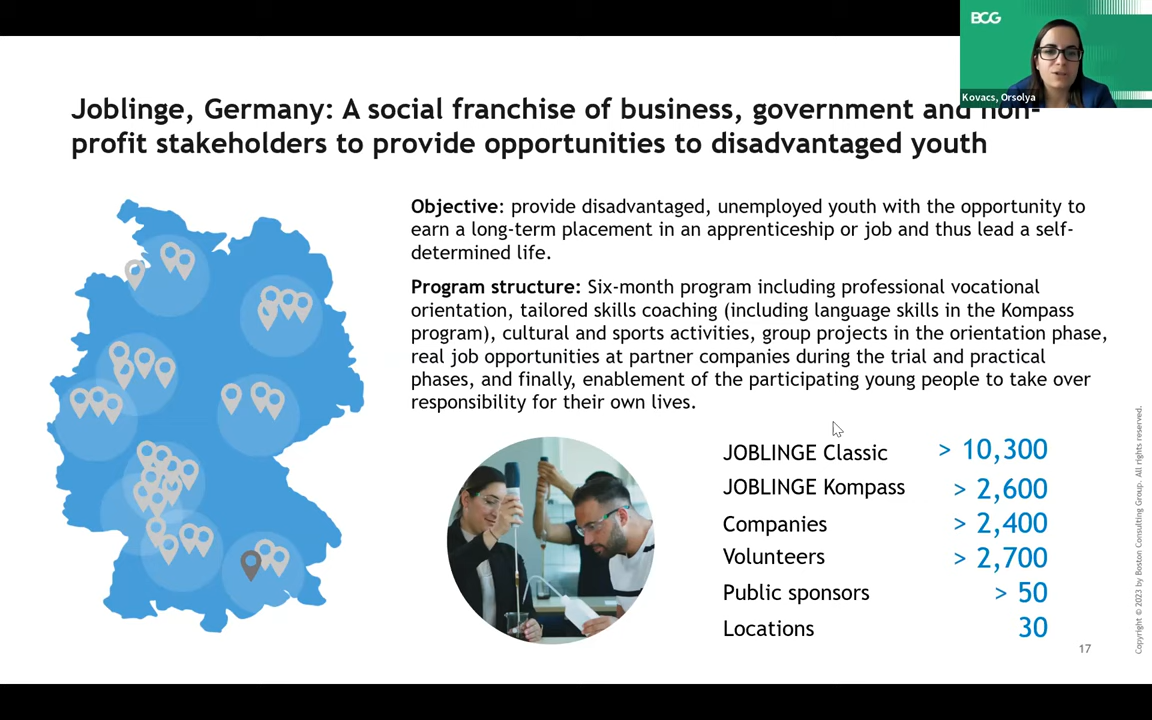 BCG
Kovacs, Orsolya
Joblinge, Germany: A social franchise of business, government and non-
profit stakeholders to provide opportunities to disadvantaged youth
Objective: provide disadvantaged, unemployed youth with the opportunity to
earn a long-term placement in an apprenticeship or job and thus lead a self-
determined life.
Program structure: Six-month program including professional vocational
orientation, tailored skills coaching (including language skills in the Kompass
program), cultural and sports activities, group projects in the orientation phase,
real job opportunities at partner companies during the trial and practical
phases, and finally, enablement of the participating young people to take over
responsibility for their own lives.
JOBLINGE Classic > 10,300
JOBLINGE Kompass > 2,600
Companies > 2,400
Volunteers > 2,700
Public sponsors > 50
Locations 30
17
Copyright © 2023 by Boston Consulting Group. All rights reserved.